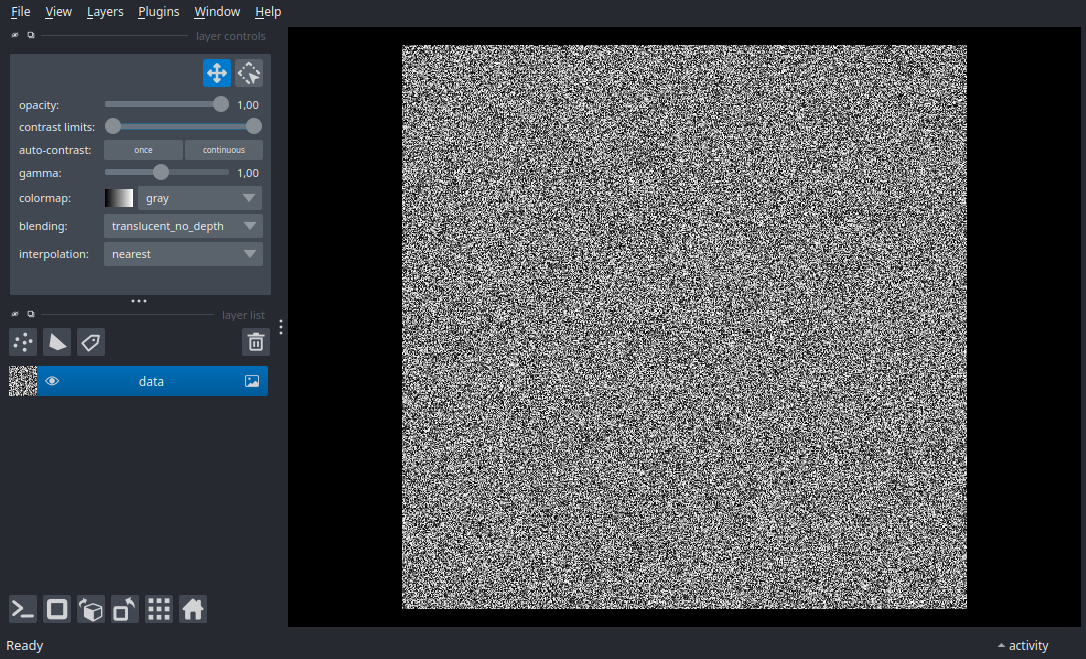 File View Layers Plugins Window Help
layer controls
opacity: 1,00
contrast limits:
auto-contrast: once continuous
gamma: 1,00
colormap: gray
blending: translucent_no_depth
interpolation: nearest
layer list
data
Ready activity